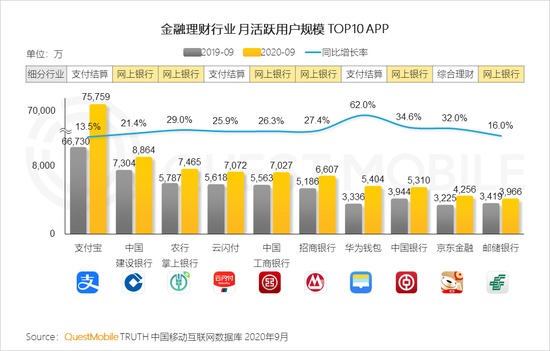 金融理财行业 月活跃用户规模 TOP10 APP
单位：万
2019-09 2020-09 同比增长率
细分行业 支付结算 网上银行 网上银行 支付结算 网上银行 网上银行 支付结算 网上银行 综合理财 网上银行
75,759
70,000
66,730
13.5% 21.4% 29.0% 25.9% 26.3% 27.4% 62.0% 34.6% 32.0% 16.0%
8,000
7,304 8,864 5,787 7,465 5,618 7,072 5,563 7,027 5,186 6,607 3,336 5,404 3,944 5,310 3,225 4,256 3,419 3,966
0
支付宝 中国建设银行 农行掌上银行 云闪付 中国工商银行 招商银行 华为钱包 中国银行 京东金融 邮储银行
云闪付
QUESTMOBILE
Source：QuestMobile TRUTH 中国移动互联网数据库 2020年9月